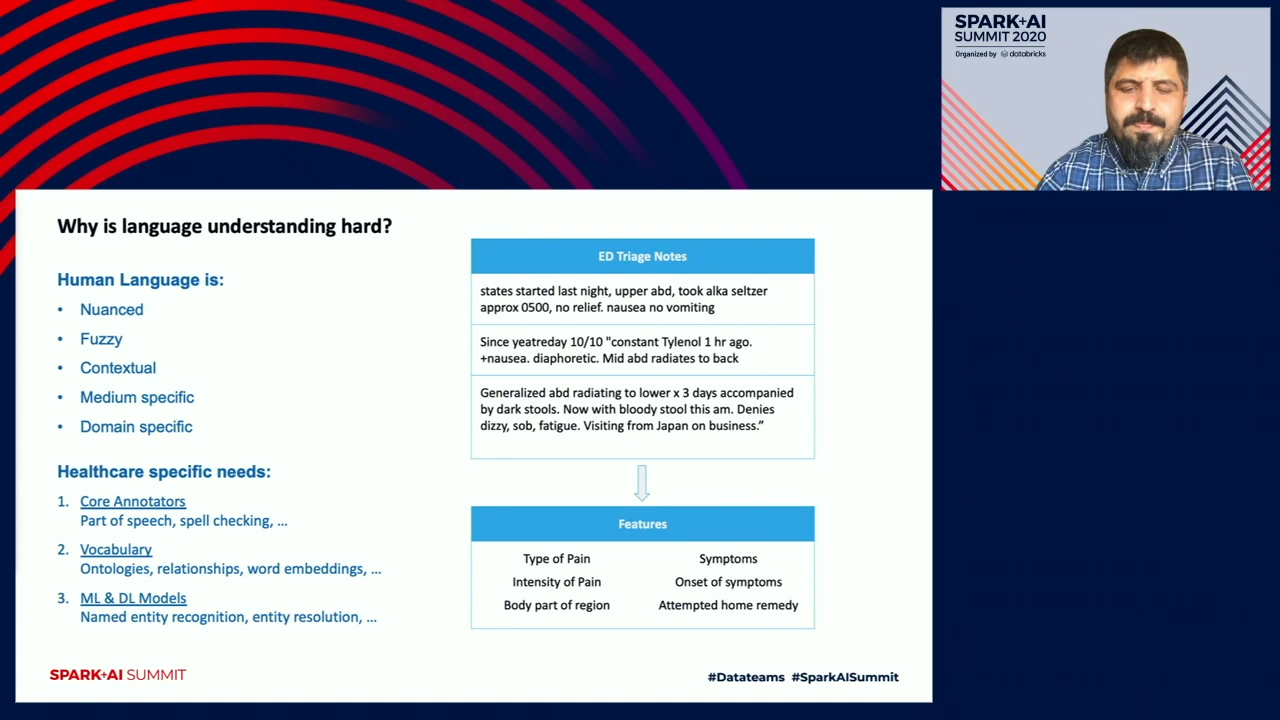 SPARK+AI
SUMMIT 2020
Organized by databricks
Why is language understanding hard?
Human Language is:
• Nuanced
• Fuzzy
• Contextual
• Medium specific
• Domain specific
Healthcare specific needs:
1. Core Annotators
Part of speech, spell checking, ...
2. Vocabulary
Ontologies, relationships, word embeddings, ...
3. ML & DL Models
Named entity recognition, entity resolution, ...
ED Triage Notes
states started last night, upper abd, took alka seltzer
approx 0500, no relief. nausea no vomiting
Since yeatreday 10/10 "constant Tylenol 1 hr ago.
+nausea. diaphoretic. Mid abd radiates to back
Generalized abd radiating to lower x 3 days accompanied
by dark stools. Now with bloody stool this am. Denies
dizzy, sob, fatigue. Visiting from Japan on business.”
Features
Type of Pain Symptoms
Intensity of Pain Onset of symptoms
Body part of region Attempted home remedy
SPARK+AI SUMMIT
#Datateams #SparkAISummit